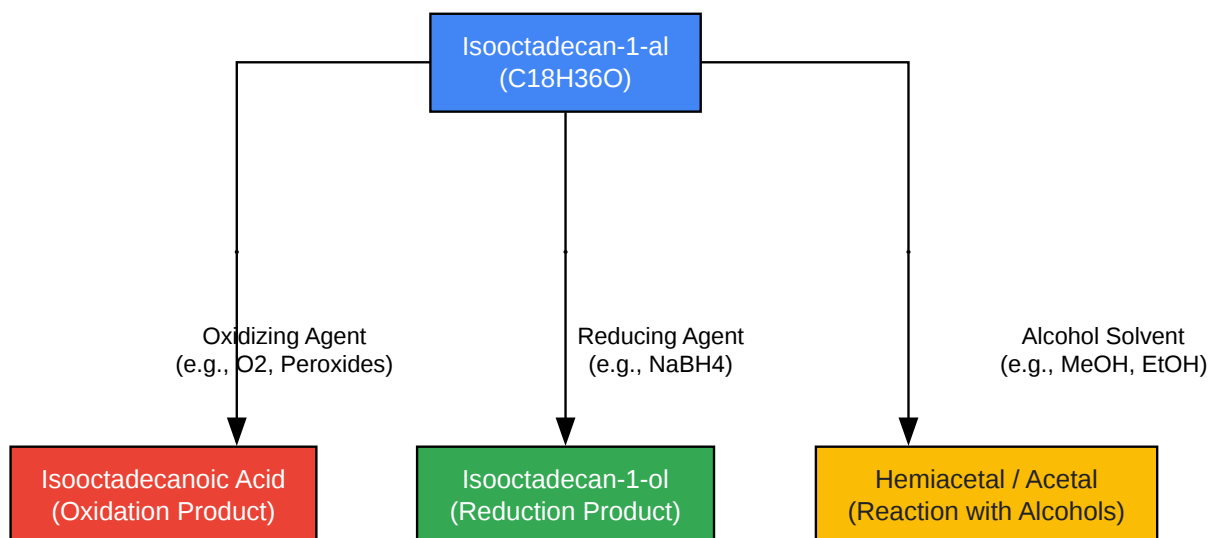 Isooctadecan-1-al
(C18H36O)
Oxidizing Agent
(e.g., O2, Peroxides)
Reducing Agent
(e.g., NaBH4)
Alcohol Solvent
(e.g., MeOH, EtOH)
Isooctadecanoic Acid
(Oxidation Product)
Isooctadecan-1-ol
(Reduction Product)
Hemiacetal / Acetal
(Reaction with Alcohols)